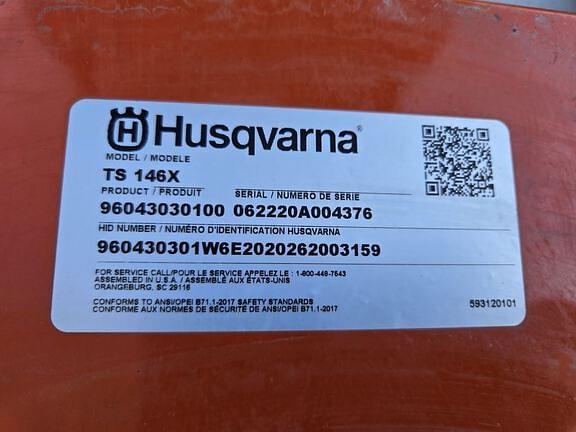 Husqvarna®
MODEL / MODELE
TS 146X
PRODUCT / PRODUIT SERIAL / NUMERO DE SERIE
96043030100 062220A004376
HID NUMBER / NUMÉRO D'IDENTIFICATION HUSQVARNA
960430301W6E2020262003159
FOR SERVICE CALL/POUR LE SERVICE APPELEZ LE : 1-800-448-7543
ASSEMBLED IN U.S.A. / ASSEMBLÉ AUX ÉTATS-UNIS
ORANGEBURG, SC 29115
CONFORMS TO ANSI/OPEI B71.1-2017 SAFETY STANDARDS
CONFORME AUX NORMES DE SÉCURITÉ DE ANSI/OPEI B71.1-2017
593120101